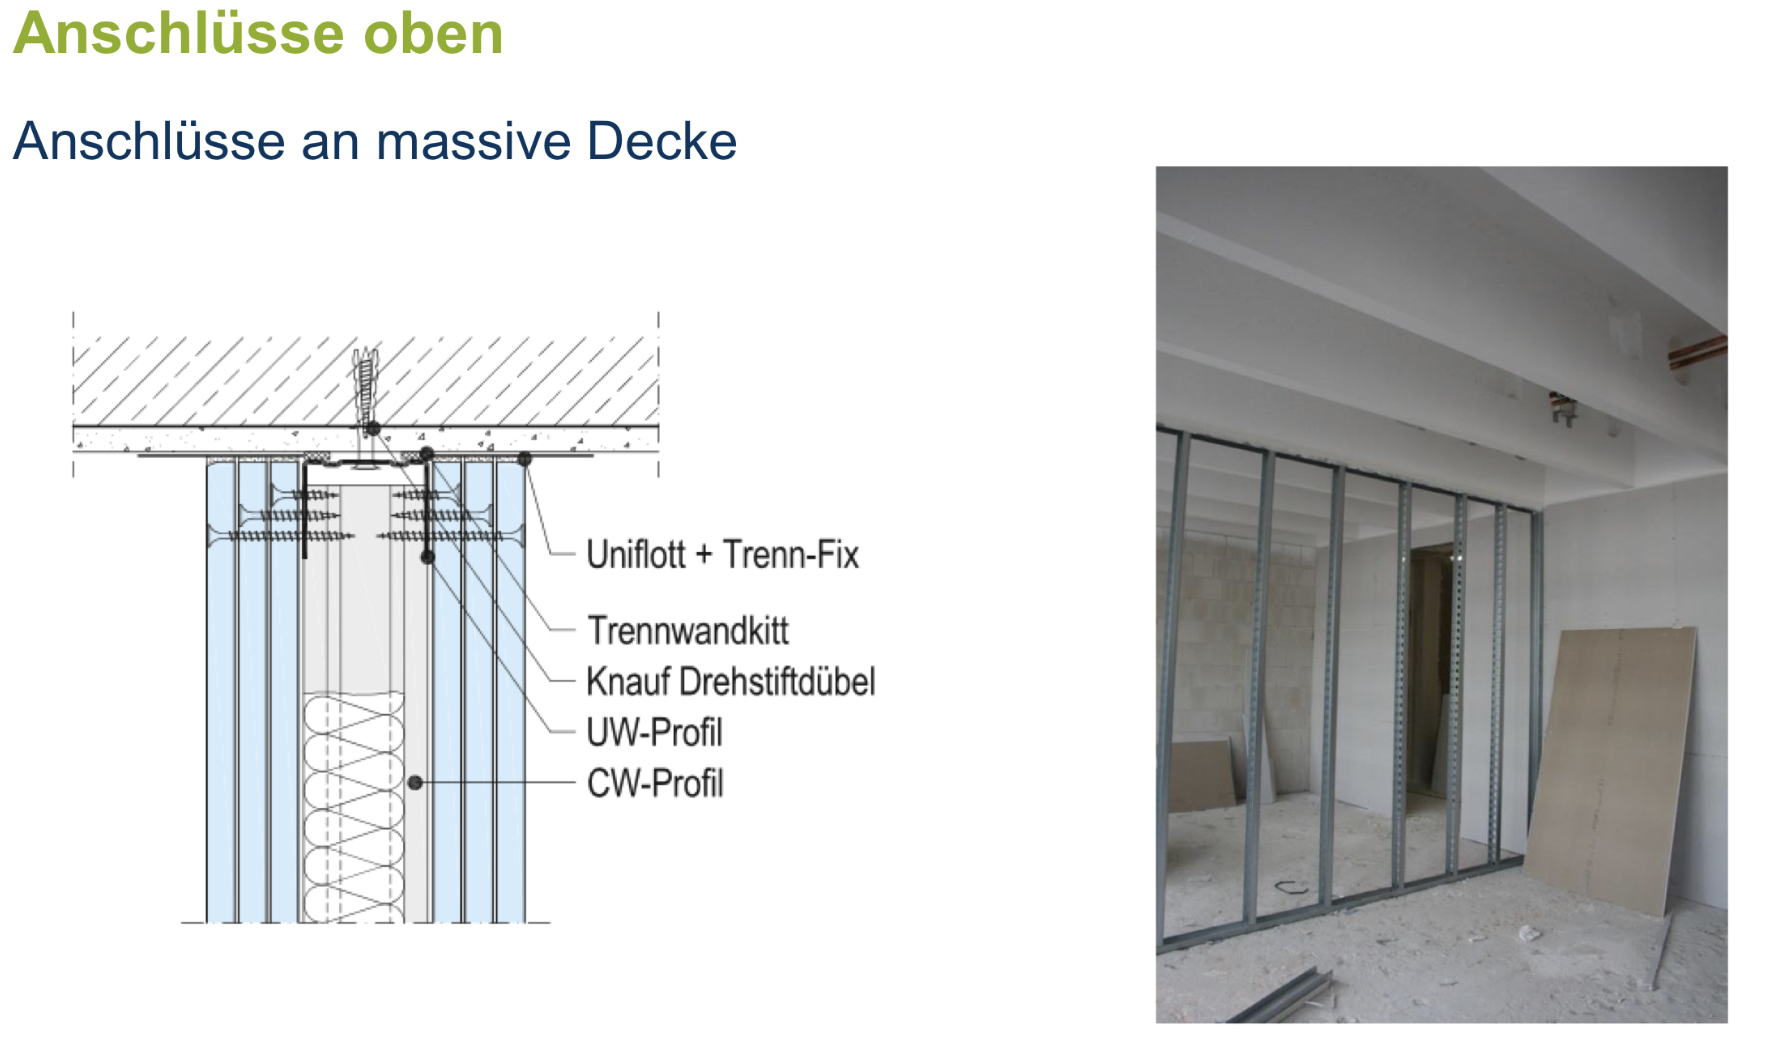 Anschlüsse oben
Anschlüsse an massive Decke
Uniflott + Trenn-Fix
Trennwandkitt
Knauf Drehstiftdübel
UW-Profil
CW-Profil